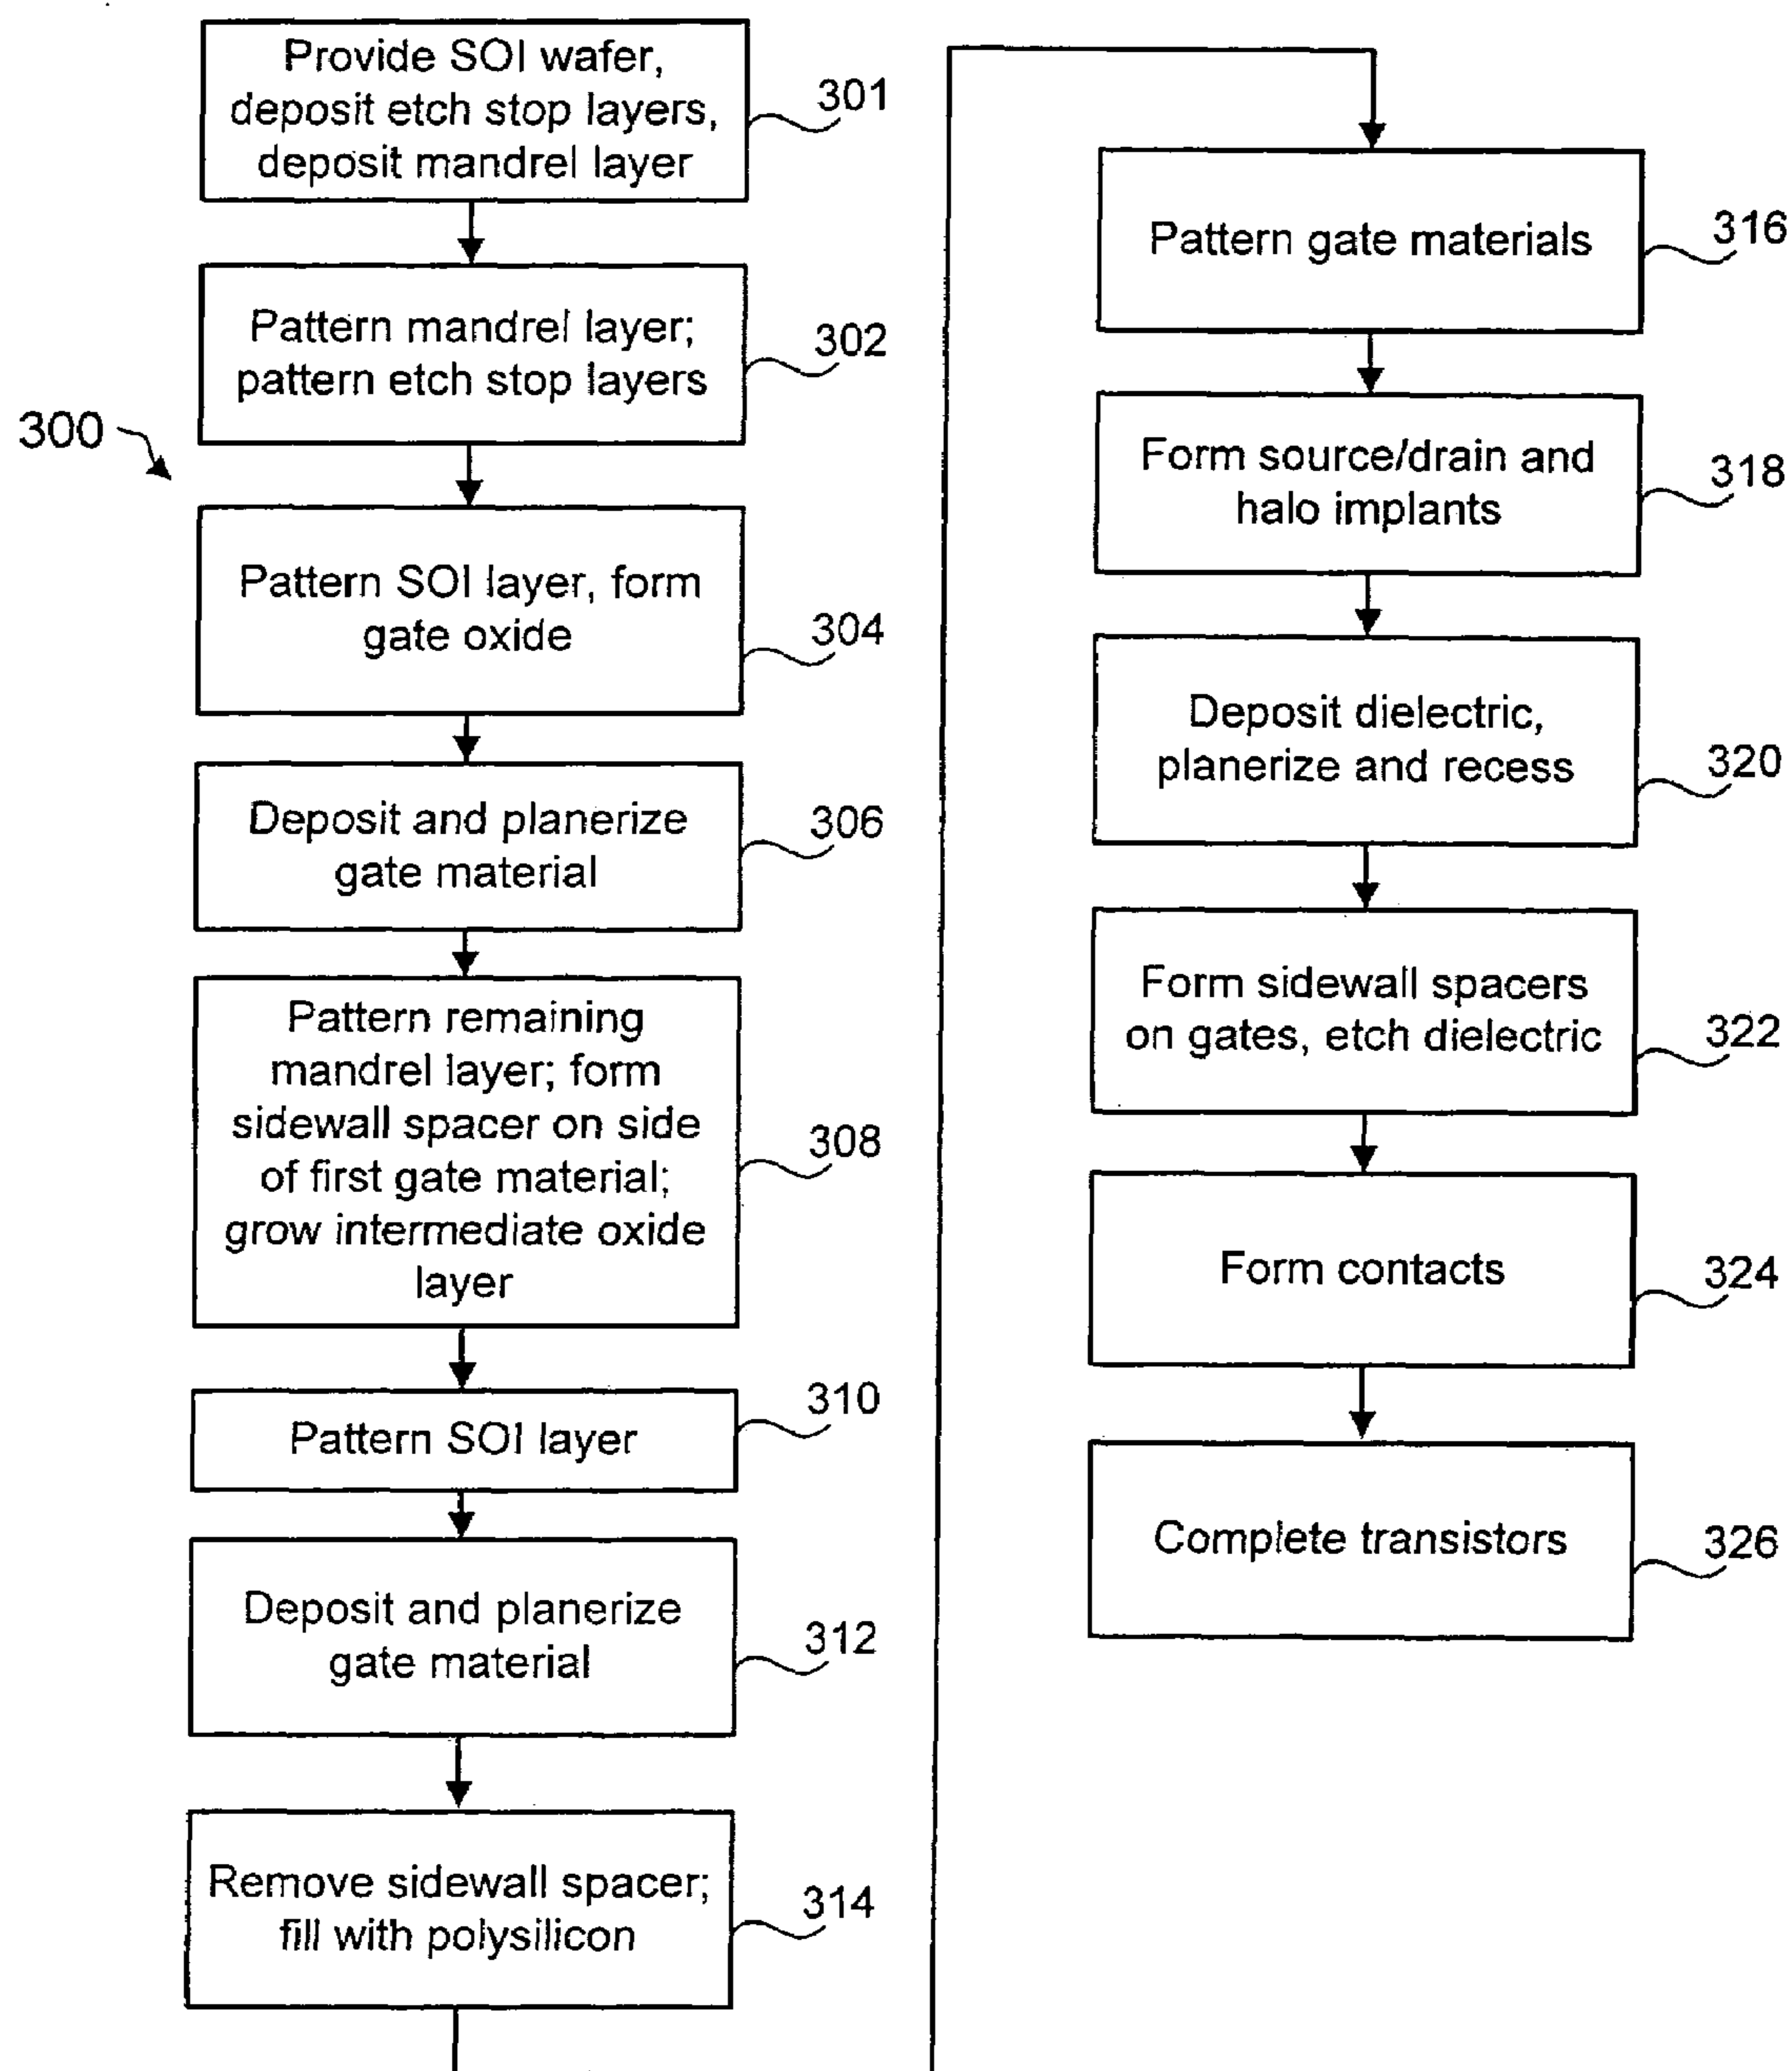 Provide SOI wafer,
deposit etch stop layers,
deposit mandrel layer
301
Pattern mandrel layer;
pattern etch stop layers
302
300
Pattern SOI layer, form
gate oxide
304
Deposit and planerize
gate material
306
Pattern remaining
mandrel layer; form
sidewall spacer on side
of first gate material;
grow intermediate oxide
layer
308
Pattern SOI layer
310
Deposit and planerize
gate material
312
Remove sidewall spacer;
fill with polysilicon
314
Pattern gate materials
316
Form source/drain and
halo implants
318
Deposit dielectric,
planerize and recess
320
Form sidewall spacers
on gates, etch dielectric
322
Form contacts
324
Complete transistors
326